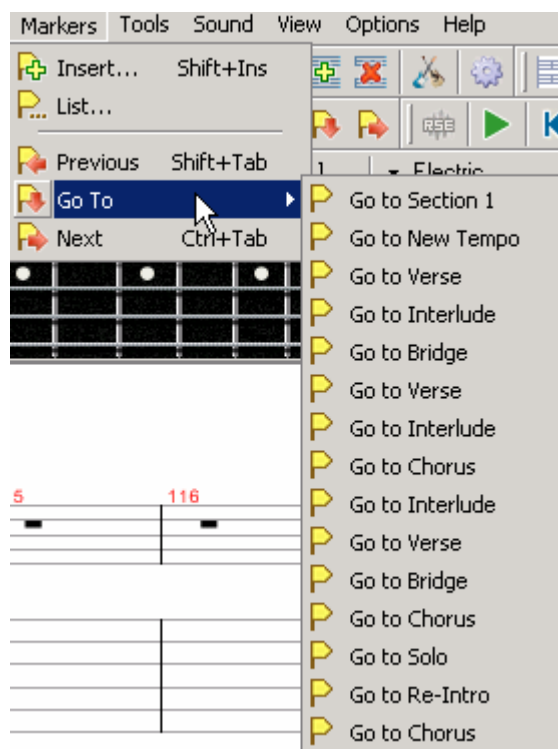 Markers Tools Sound View Options Help
Insert... Shift+Ins
List...
Previous Shift+Tab
Go To
Next Ctrl+Tab
RSE
1 Electric
Go to Section 1
Go to New Tempo
Go to Verse
Go to Interlude
Go to Bridge
Go to Verse
Go to Interlude
Go to Chorus
Go to Interlude
Go to Verse
Go to Bridge
Go to Chorus
Go to Solo
Go to Re-Intro
Go to Chorus
5 116